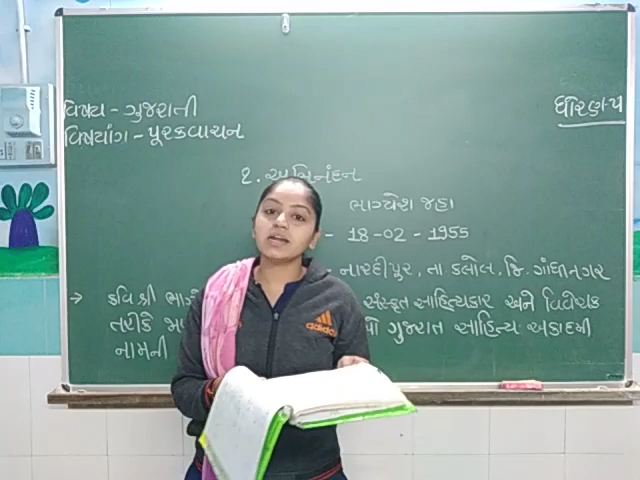 વિષય - ગુજરાતી
ધોરણ-૫
વિષયાંગ - પૂરકવાચન
૨. અભિનંદન
ભાગ્યેશ જહા
- 18-02-1955
નારદીપુર, તા કલોલ, જિ. ગાંધીનગર
→ કવિ શ્રી સંસ્કૃત સાહિત્યકાર અને વિવેચક
તરીકે ગુજરાત સાહિત્ય અકાદમી
નામની
adidas